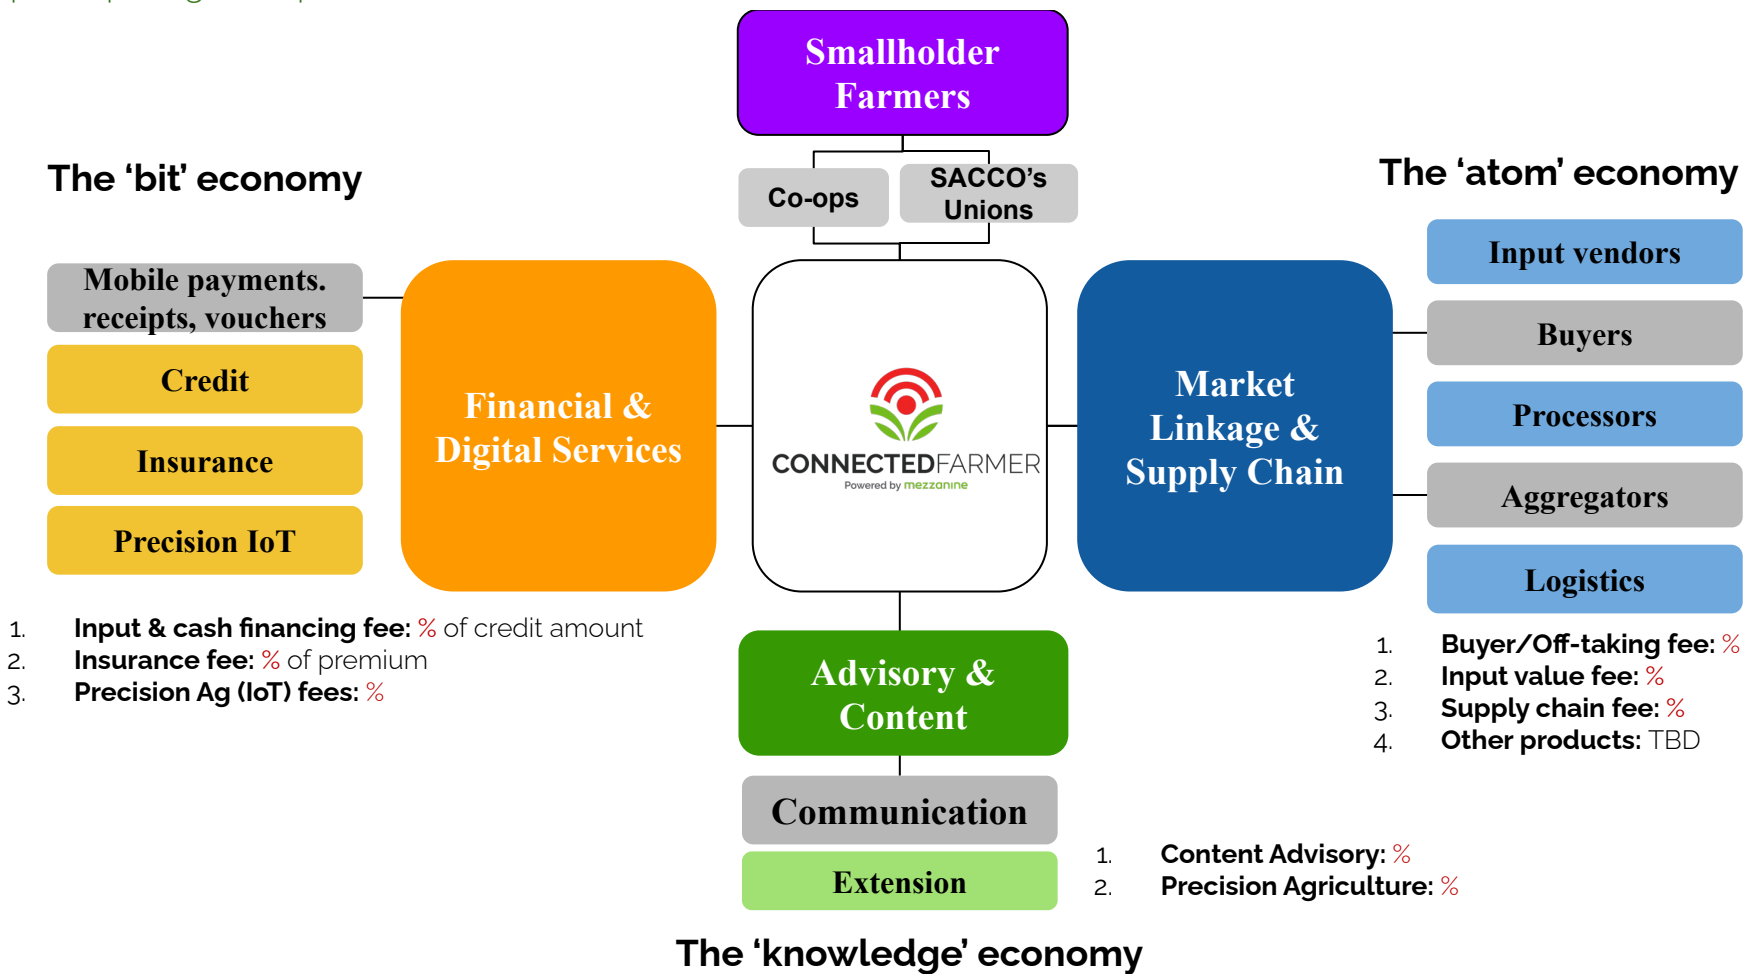 Smallholder
Farmers
The ‘bit’ economy
The ‘atom’ economy
Co-ops
SACCO’s
Unions
Mobile payments.
receipts, vouchers
Credit
Insurance
Precision IoT
Financial &
Digital Services
CONNECTEDFARMER
Powered by mezzanine
Market
Linkage &
Supply Chain
Input vendors
Buyers
Processors
Aggregators
Logistics
1. Input & cash financing fee: % of credit amount
2. Insurance fee: % of premium
3. Precision Ag (IoT) fees: %
Advisory &
Content
1. Buyer/Off-taking fee: %
2. Input value fee: %
3. Supply chain fee: %
4. Other products: TBD
Communication
Extension
1. Content Advisory: %
2. Precision Agriculture: %
The ‘knowledge’ economy